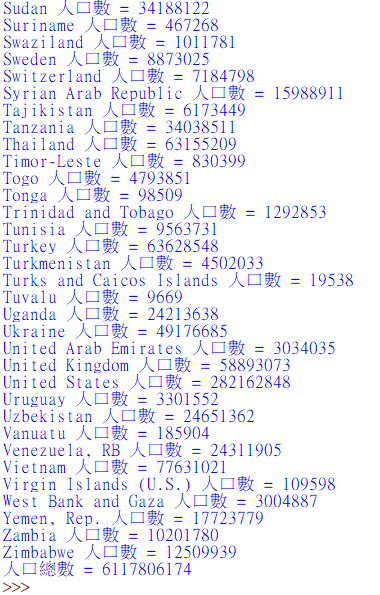 Sudan 人口數 = 34188122
Suriname 人口數 = 467268
Swaziland 人口數 = 1011781
Sweden 人口數 = 8873025
Switzerland 人口數 = 7184798
Syrian Arab Republic 人口數 = 15988911
Tajikistan 人口數 = 6173449
Tanzania 人口數 = 34038511
Thailand 人口數 = 63155209
Timor-Leste 人口數 = 830399
Togo 人口數 = 4793851
Tonga 人口數 = 98509
Trinidad and Tobago 人口數 = 1292853
Tunisia 人口數 = 9563731
Turkey 人口數 = 63628548
Turkmenistan 人口數 = 4502033
Turks and Caicos Islands 人口數 = 19538
Tuvalu 人口數 = 9669
Uganda 人口數 = 24213638
Ukraine 人口數 = 49176685
United Arab Emirates 人口數 = 3034035
United Kingdom 人口數 = 58893073
United States 人口數 = 282162848
Uruguay 人口數 = 3301552
Uzbekistan 人口數 = 24651362
Vanuatu 人口數 = 185904
Venezuela, RB 人口數 = 24311905
Vietnam 人口數 = 77631021
Virgin Islands (U.S.) 人口數 = 109598
West Bank and Gaza 人口數 = 3004887
Yemen, Rep. 人口數 = 17723779
Zambia 人口數 = 10201780
Zimbabwe 人口數 = 12509939
人口總數 = 6117806174
>>>